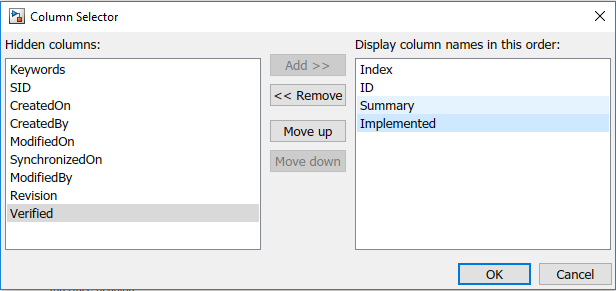 Column Selector
Hidden columns:
Keywords
SID
CreatedOn
CreatedBy
ModifiedOn
SynchronizedOn
ModifiedBy
Revision
Verified
Add >>
<< Remove
Move up
Move down
Display column names in this order:
Index
ID
Summary
Implemented
OK
Cancel